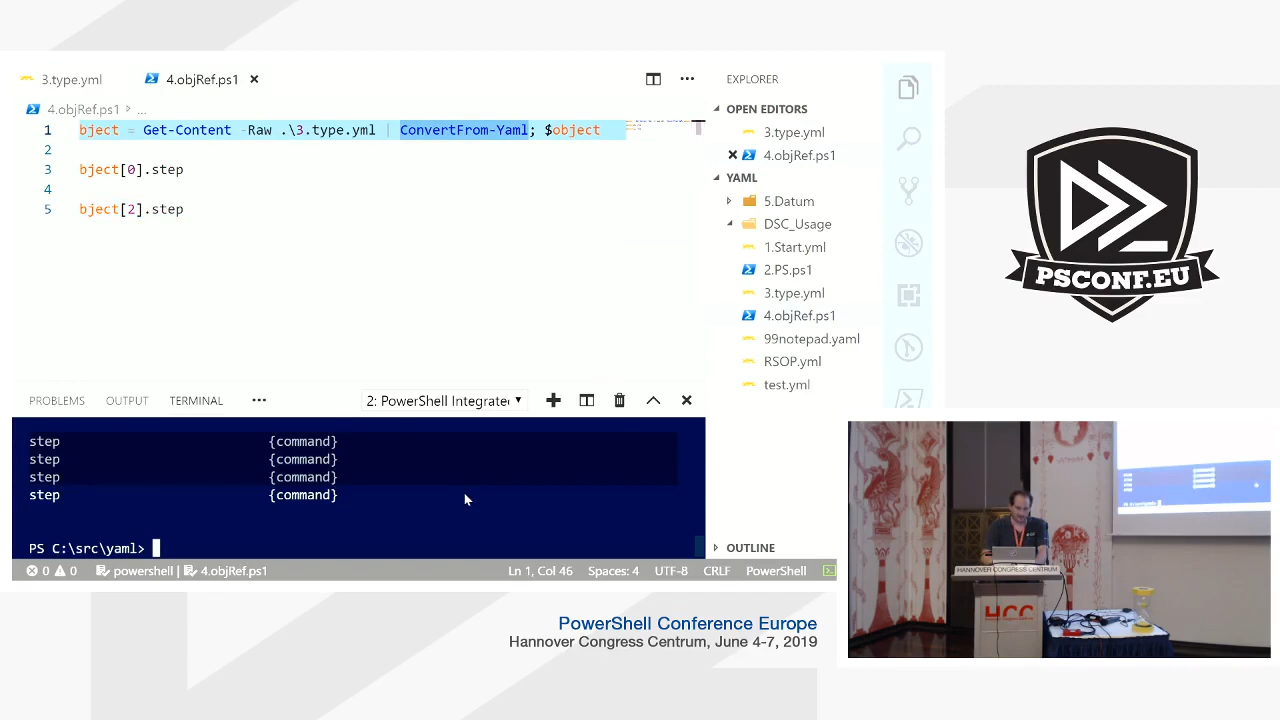 3.type.yml
4.objRef.ps1
4.objRef.ps1 > ...
1 bject = Get-Content -Raw .\3.type.yml | ConvertFrom-Yaml; $object
2
3 bject[0].step
4
5 bject[2].step
EXPLORER
OPEN EDITORS
3.type.yml
4.objRef.ps1
YAML
5.Datum
DSC_Usage
1.Start.yml
2.PS.ps1
3.type.yml
4.objRef.ps1
99notepad.yaml
RSOP.yml
test.yml
OUTLINE
PROBLEMS OUTPUT TERMINAL ... 2: PowerShell Integrate
step {command}
step {command}
step {command}
step {command}
PS C:\src\yaml>
0 0 powershell | 4.objRef.ps1 Ln 1, Col 46 Spaces: 4 UTF-8 CRLF PowerShell
PSCONF.EU
HANNOVER CONGRESS CENTRUM
HCC
PowerShell Conference Europe
Hannover Congress Centrum, June 4-7, 2019